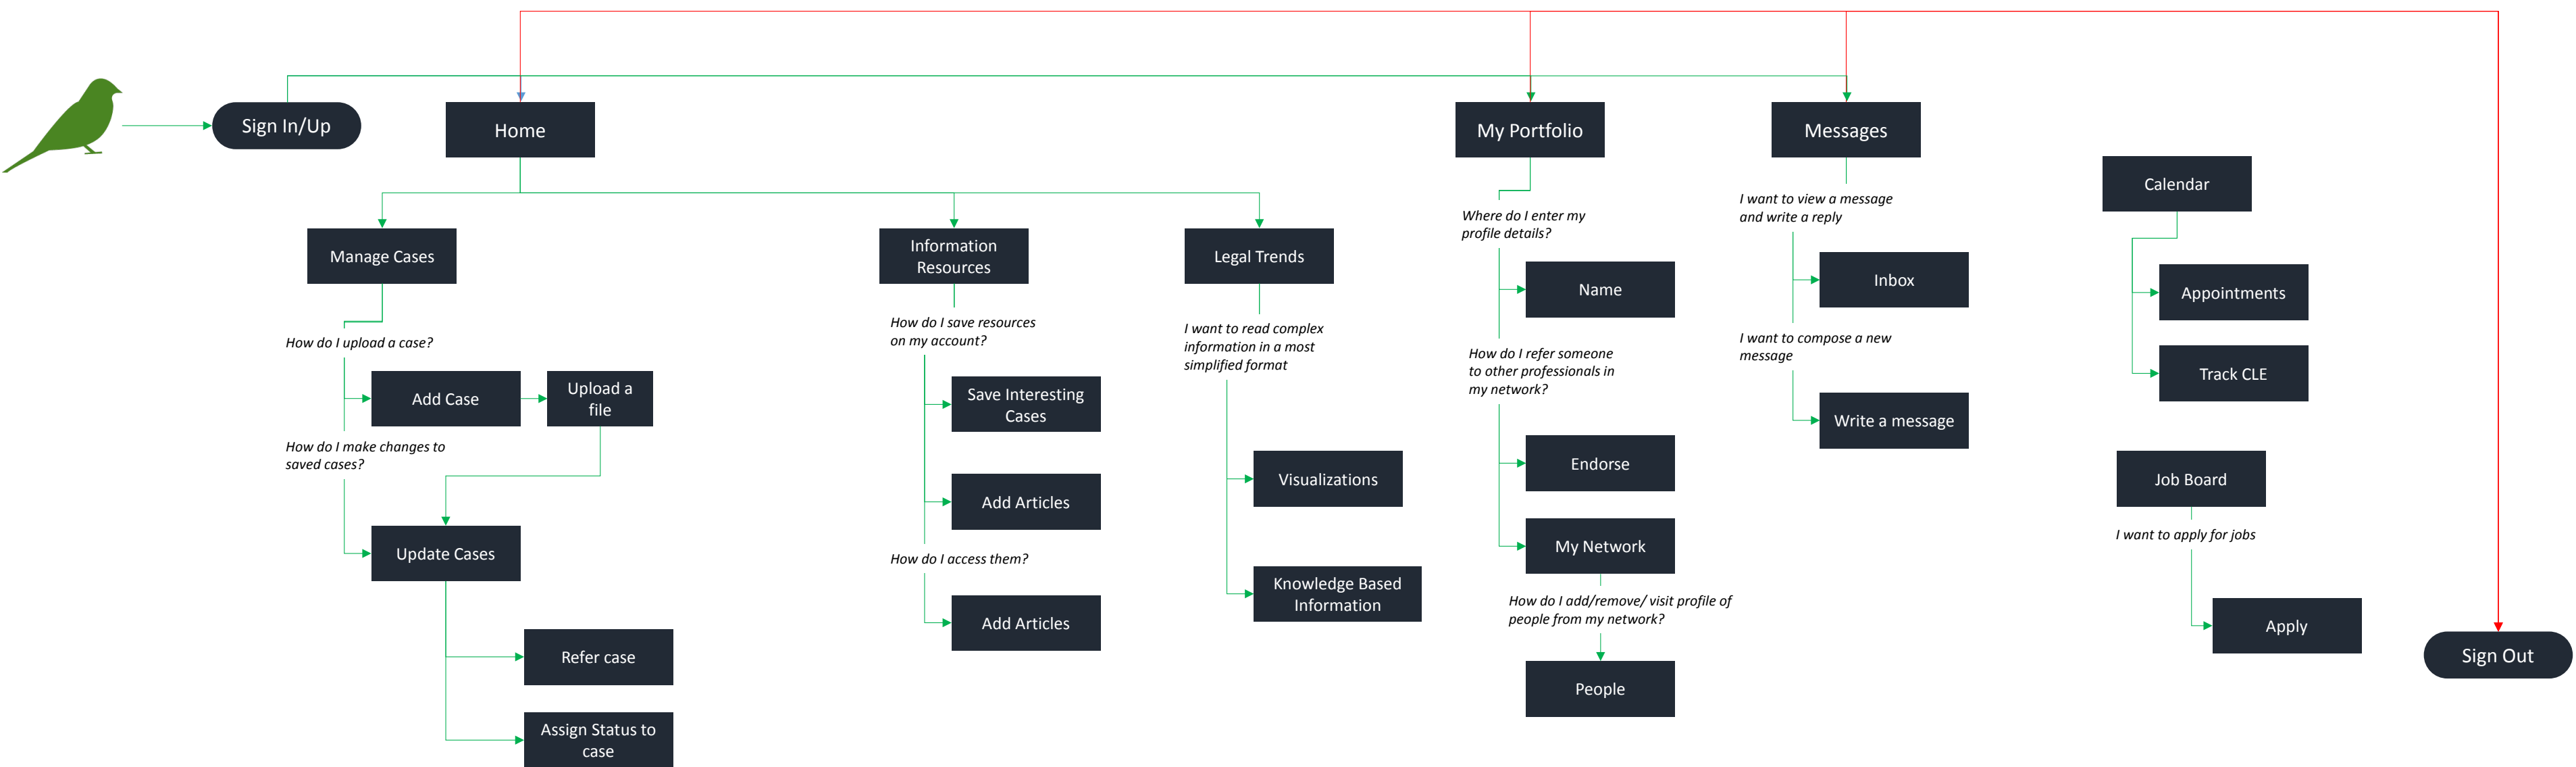 Sign In/Up
Home
My Portfolio
Messages
Calendar
Appointments
Track CLE
Job Board
I want to apply for jobs
Apply
Sign Out
Manage Cases
How do I upload a case?
Add Case
Upload a
file
How do I make changes to
saved cases?
Update Cases
Refer case
Assign Status to
case
Information
Resources
How do I save resources
on my account?
Save Interesting
Cases
Add Articles
How do I access them?
Add Articles
Legal Trends
I want to read complex
information in a most
simplified format
Visualizations
Knowledge Based
Information
Where do I enter my
profile details?
Name
How do I refer someone
to other professionals in
my network?
Endorse
My Network
How do I add/remove/ visit profile of
people from my network?
People
I want to view a message
and write a reply
Inbox
I want to compose a new
message
Write a message